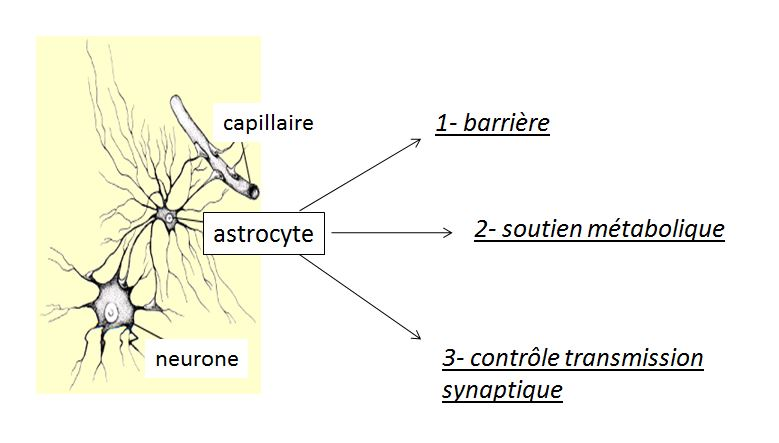 capillaire
1- barrière
astrocyte
2- soutien métabolique
neurone
3- contrôle transmission
synaptique